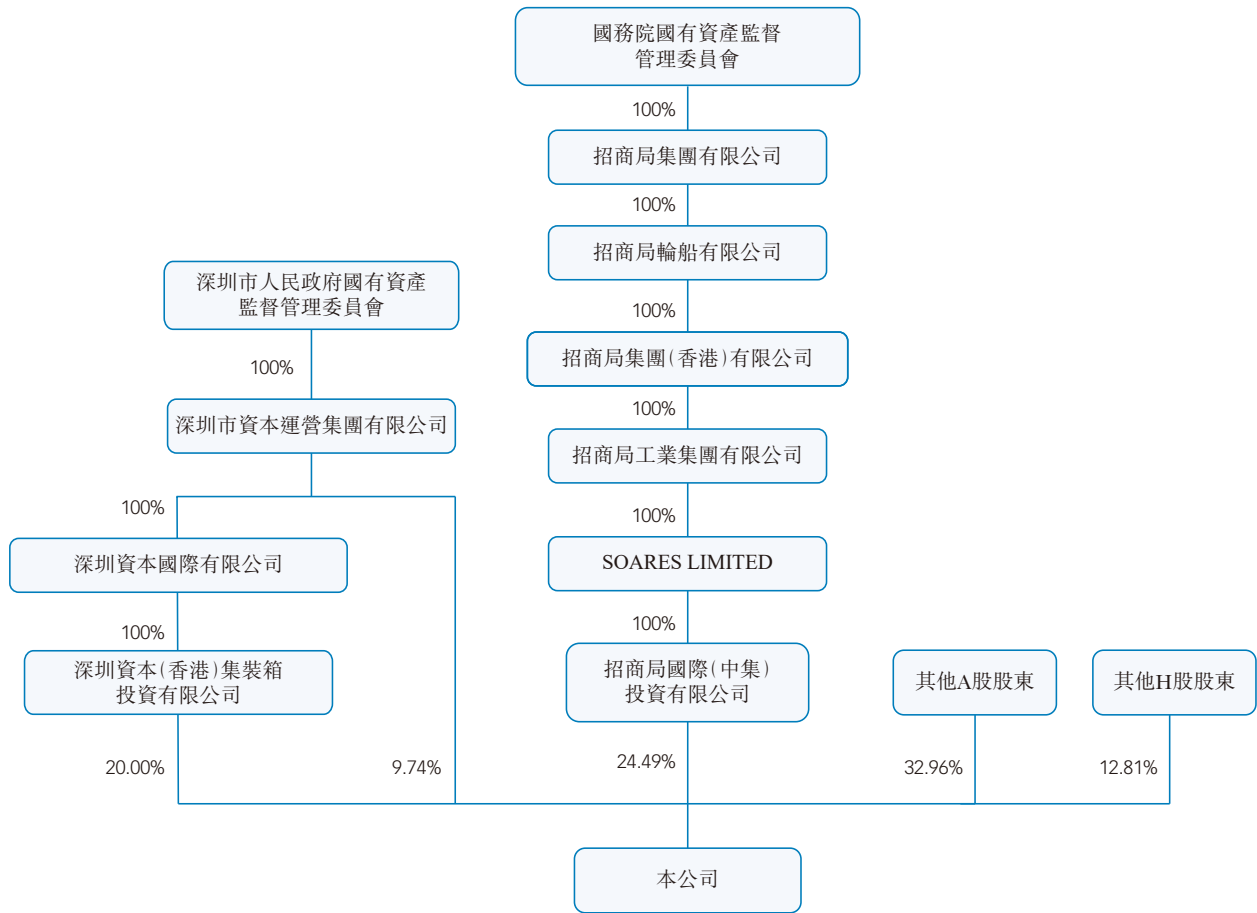 國務院國有資產監督
管理委員會
100%
招商局集團有限公司
100%
招商局輪船有限公司
100%
招商局集團(香港)有限公司
100%
招商局工業集團有限公司
100%
SOARES LIMITED
100%
招商局國際(中集)
投資有限公司
24.49%
深圳市人民政府國有資產
監督管理委員會
100%
深圳市資本運營集團有限公司
100%
深圳資本國際有限公司
100%
深圳資本(香港)集裝箱
投資有限公司
20.00%
9.74%
其他A股股東
32.96%
其他H股股東
12.81%
本公司